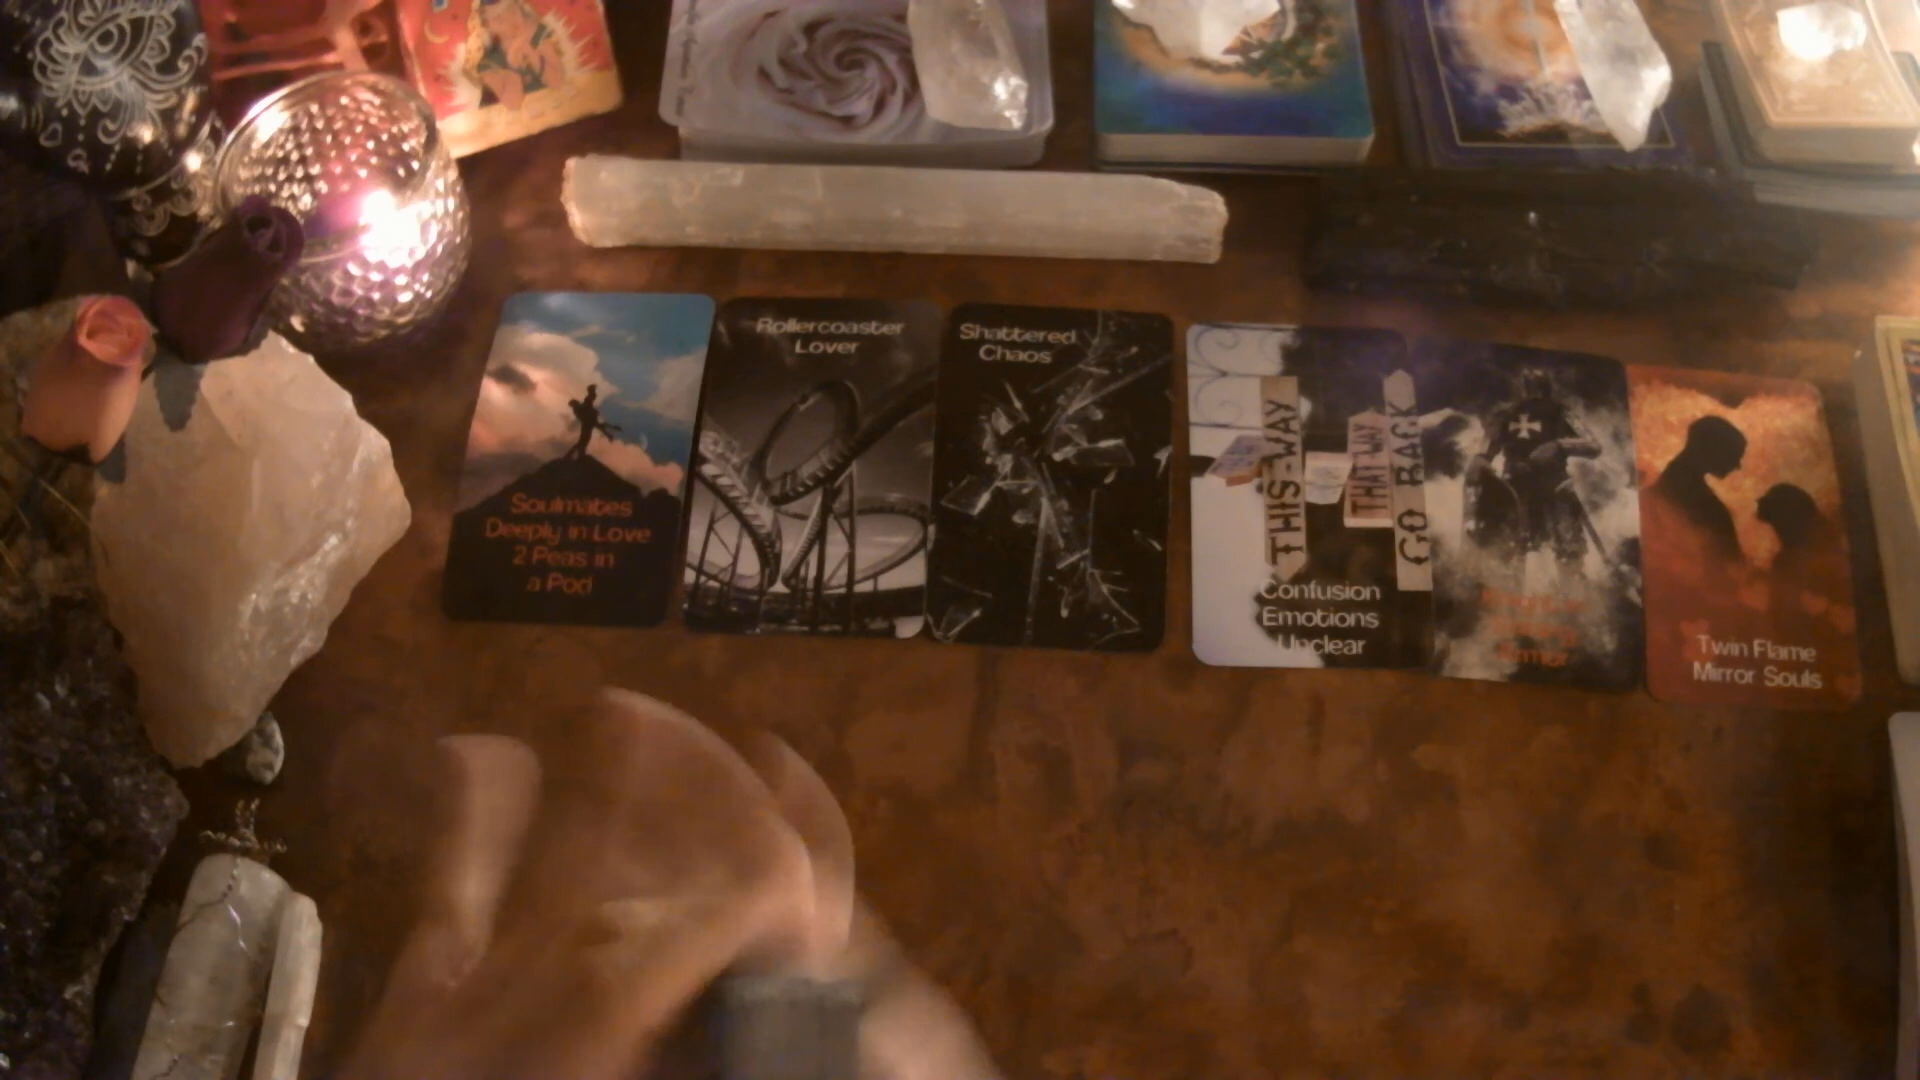 Soulmates
Deeply in Love
2 Peas in
a Pod
Rollercoaster
Lover
Shattered
Chaos
THIS WAY
THAT WAY
GO BACK
Confusion
Emotions
Unclear
Armor
Twin Flame
Mirror Souls